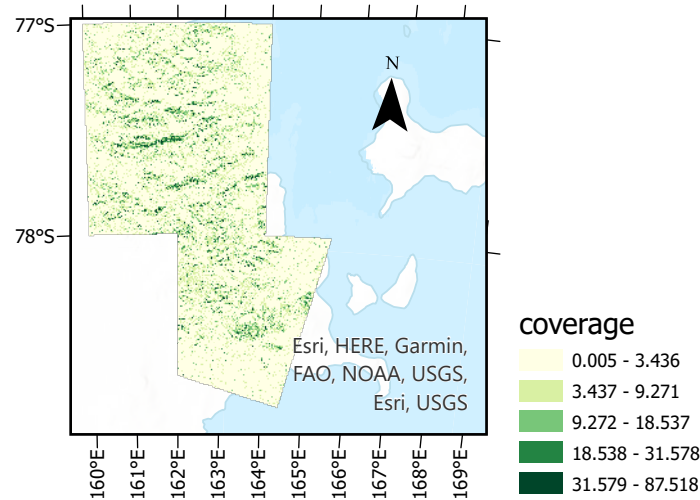 77°S
N
78°S
Esri, HERE, Garmin,
FAO, NOAA, USGS,
Esri, USGS
160°E
161°E
162°E
163°E
164°E
165°E
166°E
167°E
168°E
169°E
coverage
0.005 - 3.436
3.437 - 9.271
9.272 - 18.537
18.538 - 31.578
31.579 - 87.518